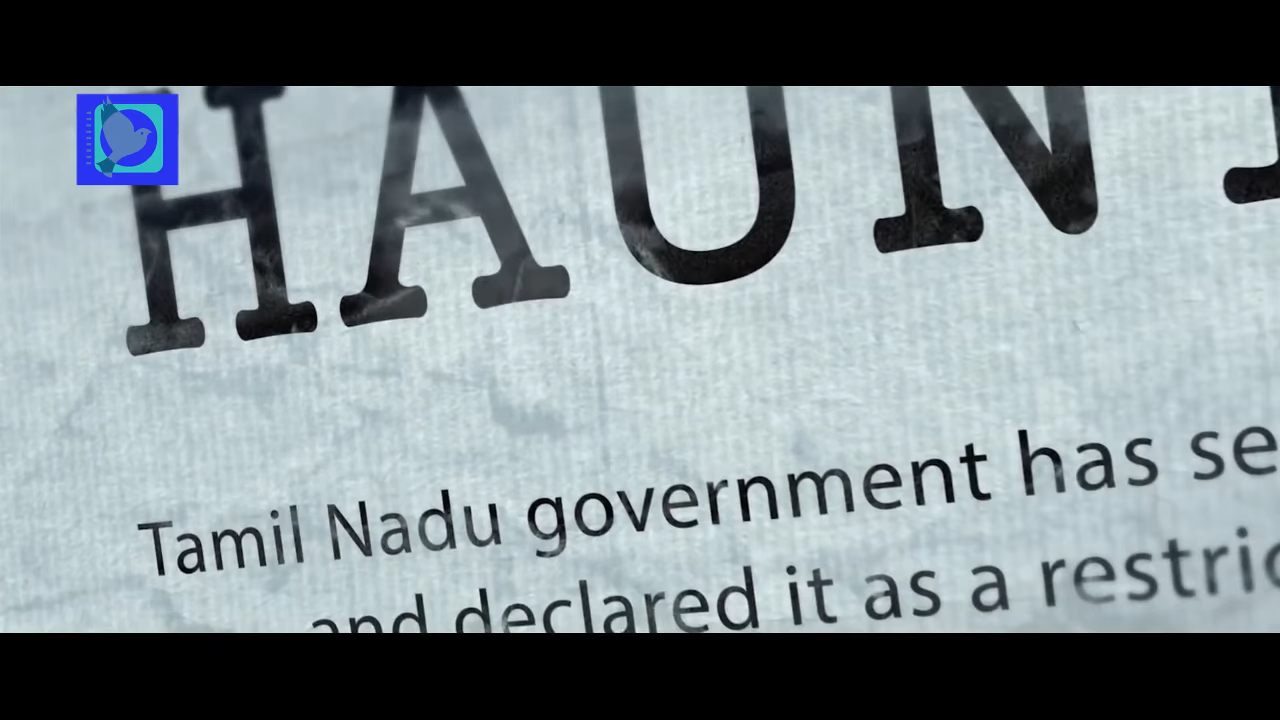 HAUN
Tamil Nadu government has se
and declared it as a restric